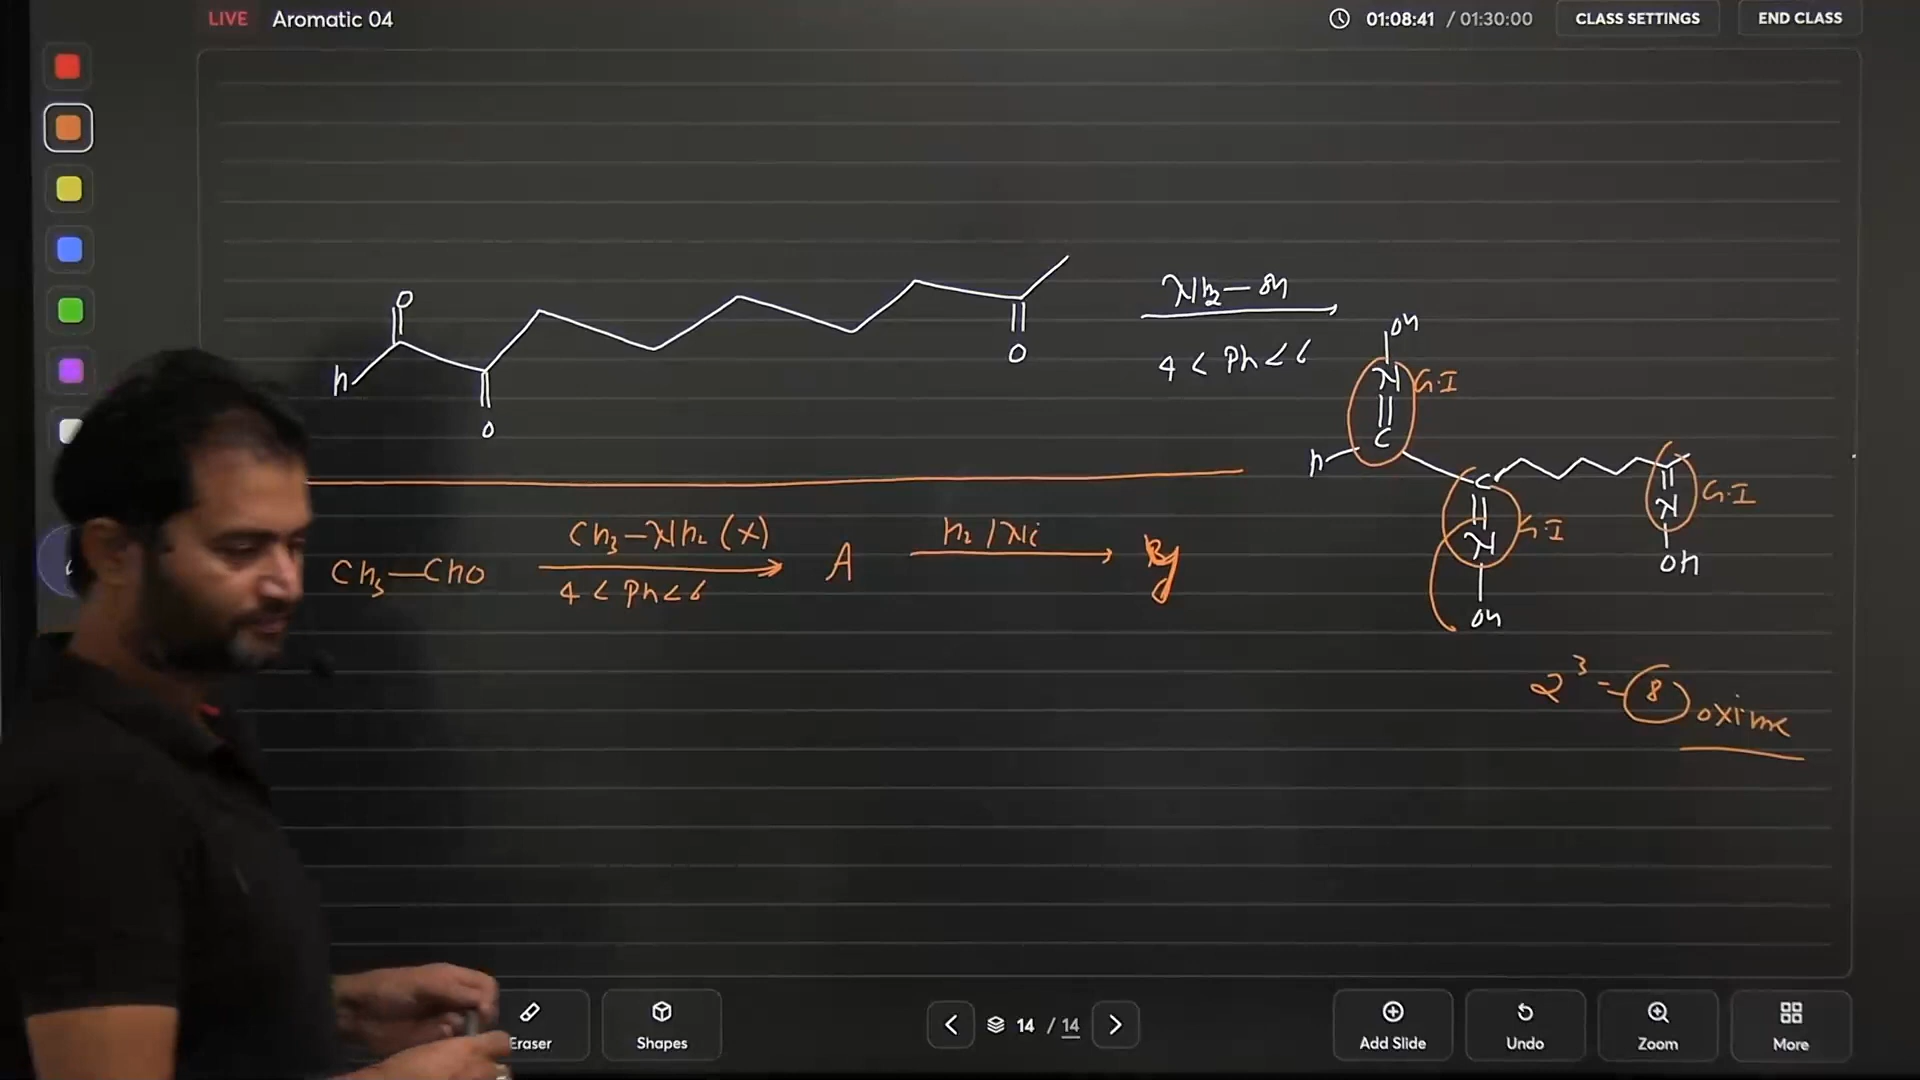 LIVE Aromatic 04
01:08:41 / 01:30:00
CLASS SETTINGS
END CLASS
O
H
O
O
NH2—OH
4 < PH < 6
OH
N G.I
C
H
C
N G.I
OH
N G.I
OH
CH3—CHO
CH3—NH2 (x)
4 < PH < 6
A
H2 / Ni
2^3 = 8 oxime
Eraser
Shapes
14 / 14
Add Slide
Undo
Zoom
More